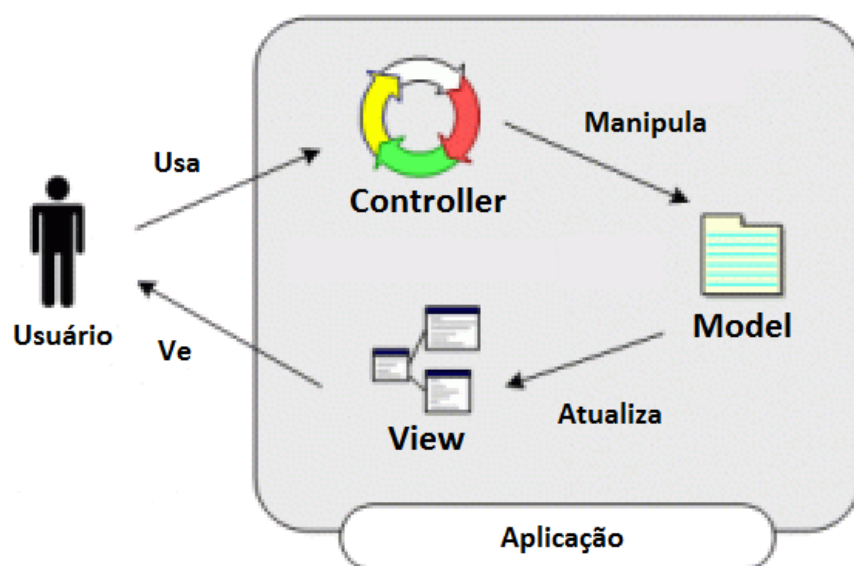 Manipula
Usa
Controller
Usuário
Model
Ve
View
Atualiza
Aplicação